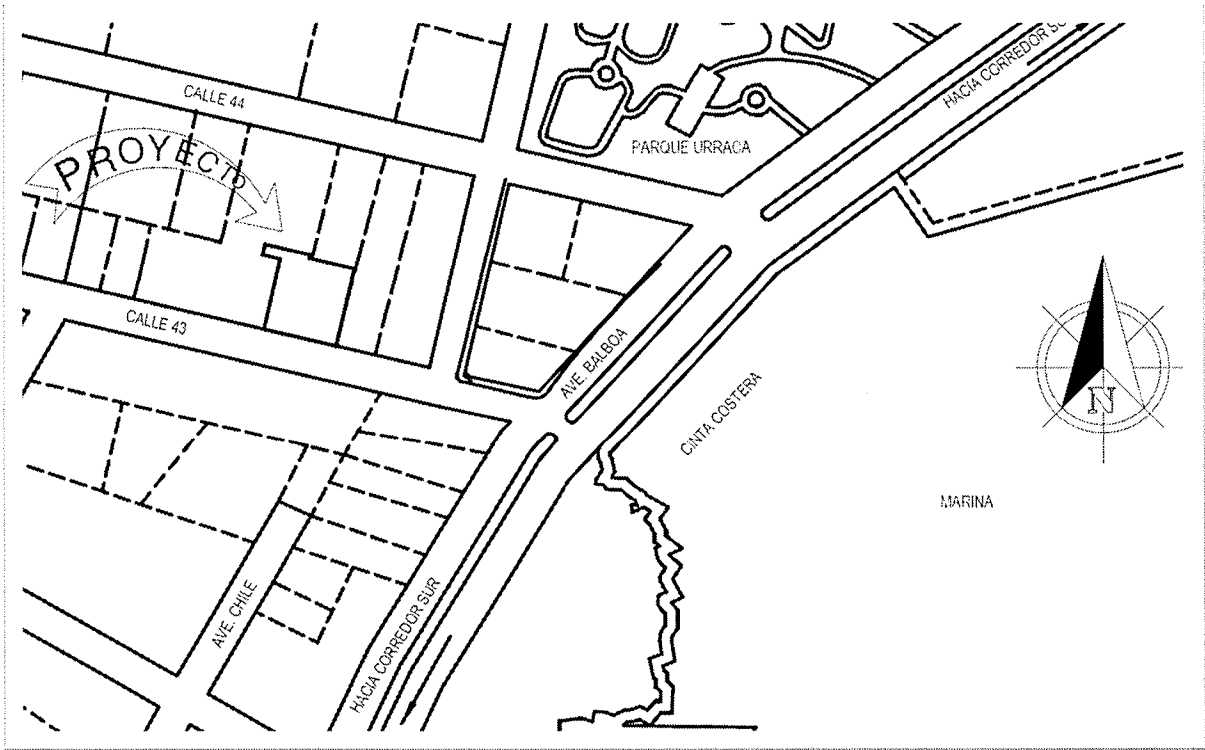 HACIA CORREDOR SUR
CALLE 44
PARQUE URRACA
PROYECTO
CALLE 43
AVE. BALBOA
CINTA COSTERA
N
MARINA
AVE. CHILE
HACIA CORREDOR SUR